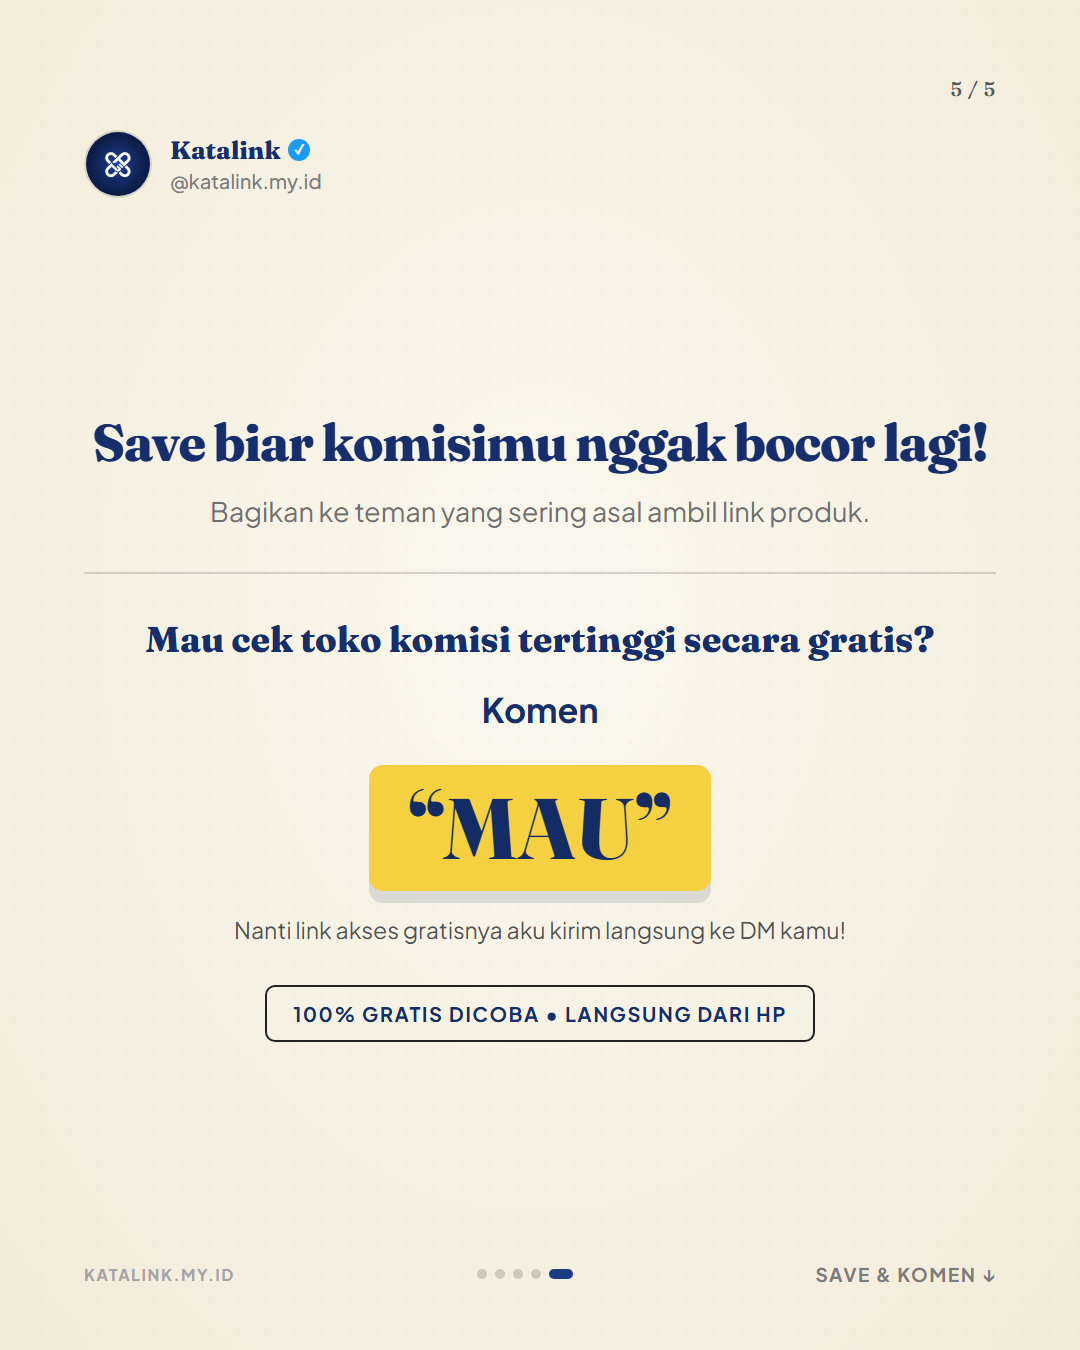 5 / 5
Katalink
@katalink.my.id
Save biar komisimu nggak bocor lagi!
Bagikan ke teman yang sering asal ambil link produk.
Mau cek toko komisi tertinggi secara gratis?
Komen
“MAU”
Nanti link akses gratisnya aku kirim langsung ke DM kamu!
100% GRATIS DICOBA • LANGSUNG DARI HP
KATALINK.MY.ID
SAVE & KOMEN ↓